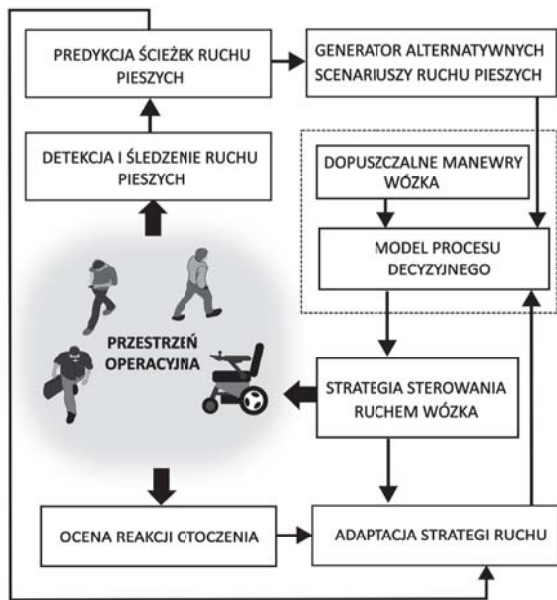 PREDYKCJA ŚCIEŻEK RUCHU
PIESZYCH
GENERATOR ALTERNATYWNYCH
SCENARIUSZY RUCHU PIESZYCH
DETEKCJA I ŚLEDZENIE RUCHU
PIESZYCH
DOPUSZCZALNE MANEWRY
WÓZKA
MODEL PROCESU
DECYZYJNEGO
PRZESTRZEŃ
OPERACYJNA
STRATEGIA STEROWANIA
RUCHEM WÓZKA
OCENA REAKCJI OTOCZENIA
ADAPTACJA STRATEGI RUCHU